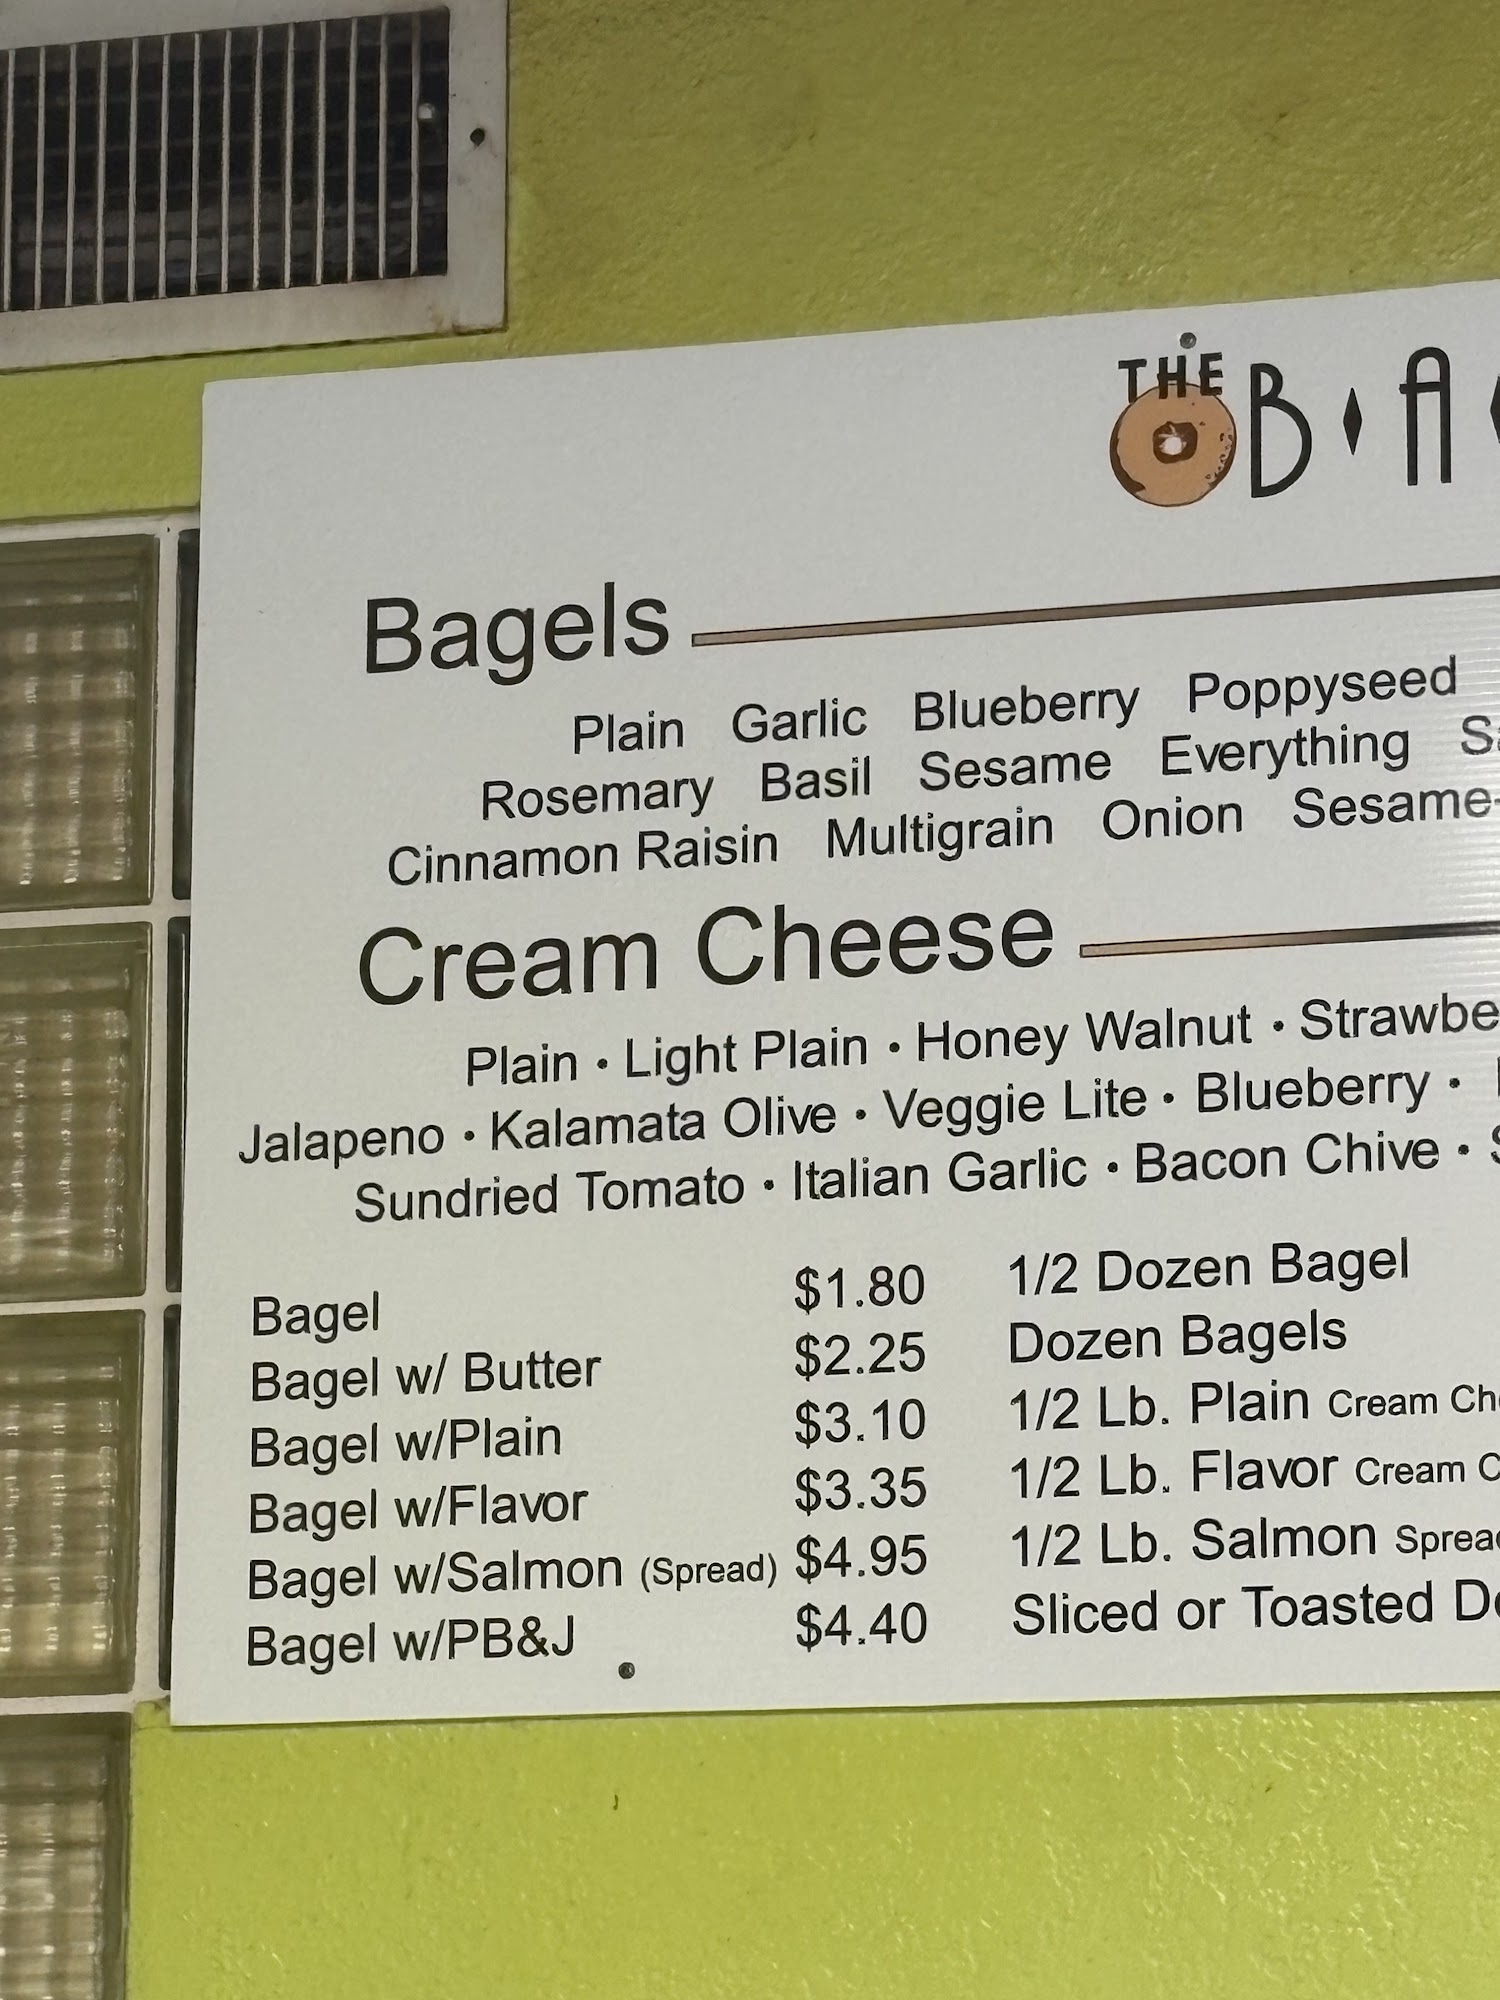 THE B A
Bagels
Plain Garlic Blueberry Poppyseed
Rosemary Basil Sesame Everything
Cinnamon Raisin Multigrain Onion Sesame-
Cream Cheese
Plain • Light Plain • Honey Walnut •
Jalapeno • Kalamata Olive • Veggie Lite • Blueberry •
Sundried Tomato • Italian Garlic • Bacon Chive •
Bagel $1.80 1/2 Dozen Bagel
Bagel w/ Butter $2.25 Dozen Bagels
Bagel w/Plain $3.10 1/2 Lb. Plain Cream
Bagel w/Flavor $3.35 1/2 Lb. Flavor Cream
Bagel w/Salmon (Spread) $4.95 1/2 Lb. Salmon
Bagel w/PB&J $4.40 Sliced or Toasted